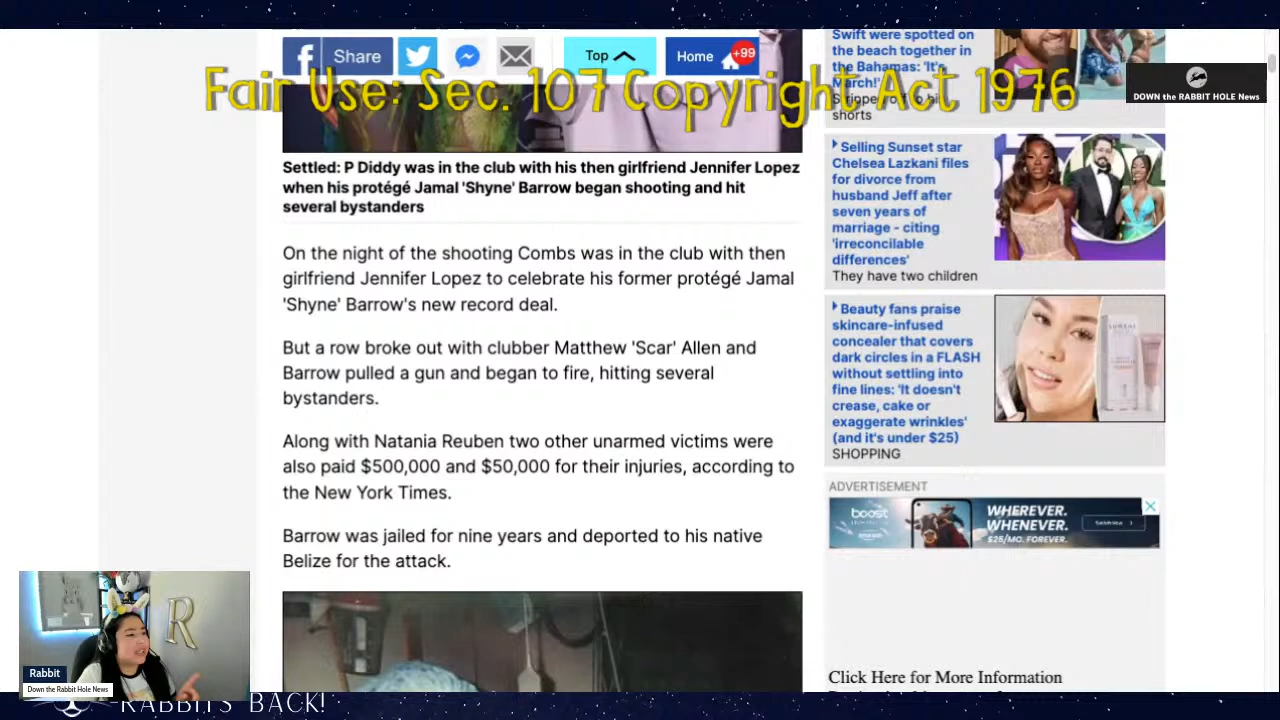 Share
Top
Home
+99
Fair Use: Sec. 107 Copyright Act 1976
DOWN the RABBIT HOLE News
Settled: P Diddy was in the club with his then girlfriend Jennifer Lopez
when his protégé Jamal 'Shyne' Barrow began shooting and hit
several bystanders
On the night of the shooting Combs was in the club with then
girlfriend Jennifer Lopez to celebrate his former protégé Jamal
'Shyne' Barrow's new record deal.
But a row broke out with clubber Matthew 'Scar' Allen and
Barrow pulled a gun and began to fire, hitting several
bystanders.
Along with Natania Reuben two other unarmed victims were
also paid $500,000 and $50,000 for their injuries, according to
the New York Times.
Barrow was jailed for nine years and deported to his native
Belize for the attack.
Swift were spotted
on the beach together in
the Bahamas: 'It's
March!'
shorts
Selling Sunset star
Chelsea Lazkani files
for divorce from
husband Jeff after
seven years of
marriage - citing
'irreconcilable
differences'
They have two children
Beauty fans praise
skincare-infused
concealer that covers
dark circles in a FLASH
without settling into
fine lines: 'It doesn't
crease, cake or
exaggerate wrinkles'
(and it's under $25)
SHOPPING
ADVERTISEMENT
boost
WHEREVER.
WHENEVER.
$25/MO. FOREVER.
Click Here for More Information
R
Rabbit
Down the Rabbit Hole News
RABBIT'S BACK!